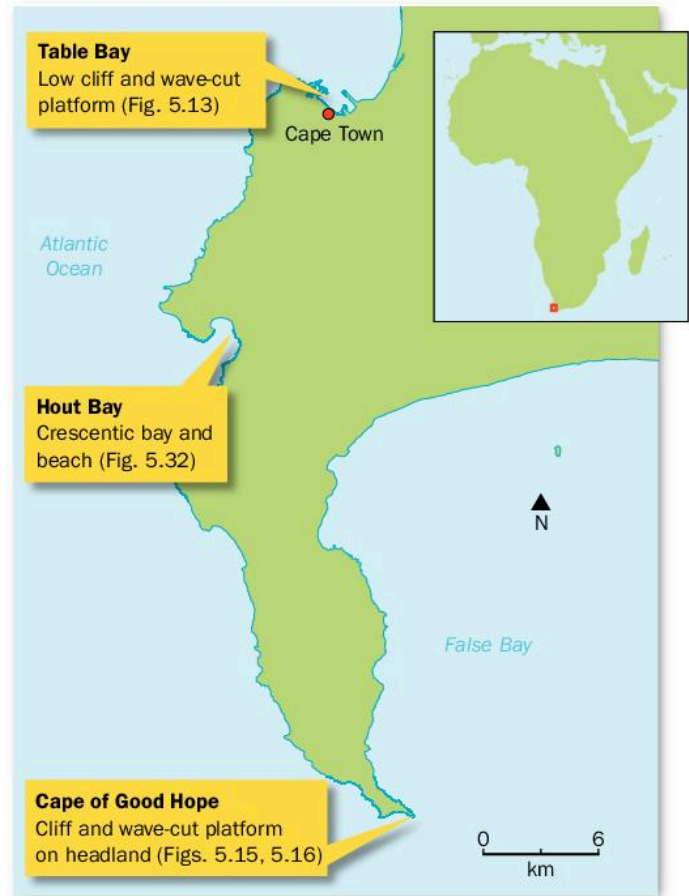 Table Bay
Low cliff and wave-cut
platform (Fig. 5.13)
Cape Town
Atlantic
Ocean
Hout Bay
Crescentic bay and
beach (Fig. 5.32)
N
False Bay
Cape of Good Hope
Cliff and wave-cut platform
on headland (Figs. 5.15, 5.16)
0 6
km